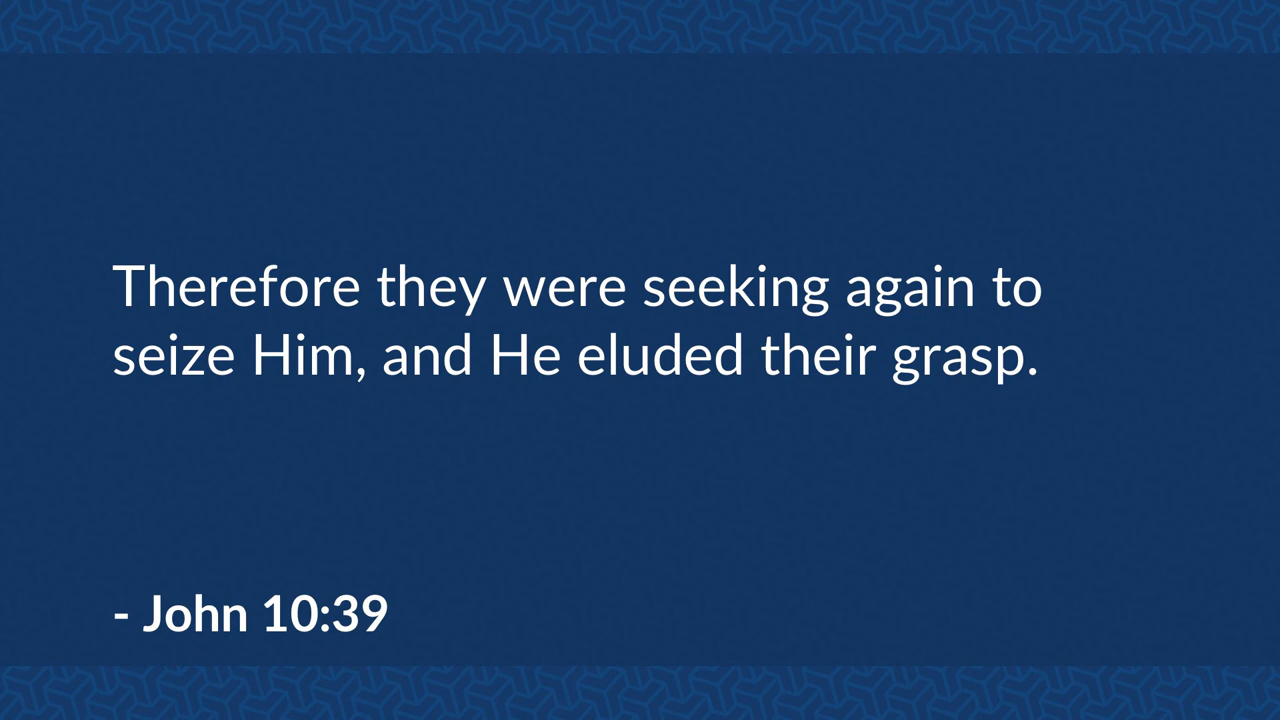 Therefore they were seeking again to
seize Him, and He eluded their grasp.
- John 10:39